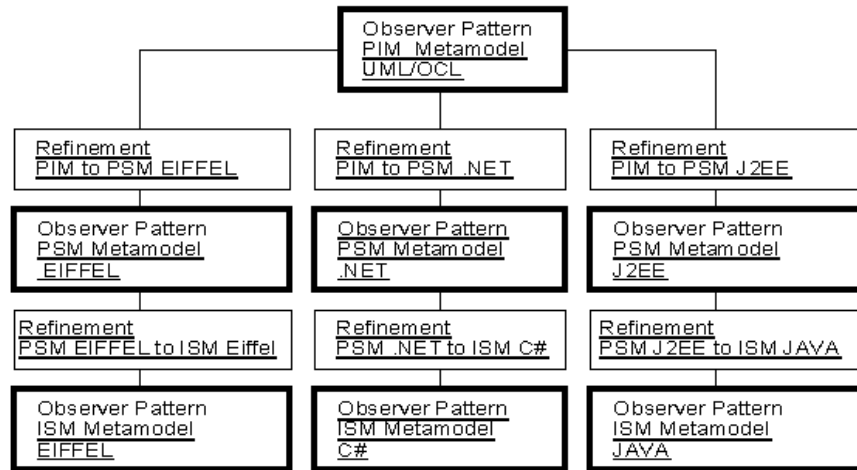 Observer Pattern
PIM Metamodel
UML/OCL
Refinement
PIM to PSM EIFFEL
Refinement
PIM to PSM .NET
Refinement
PIM to PSM J2EE
Observer Pattern
PSM Metamodel
EIFFEL
Observer Pattern
PSM Metamodel
.NET
Observer Pattern
PSM Metamodel
J2EE
Refinement
PSM EIFFEL to ISM Eiffel
Refinement
PSM .NET to ISM C#
Refinement
PSM J2EE to ISM JAVA
Observer Pattern
ISM Metamodel
EIFFEL
Observer Pattern
ISM Metamodel
C#
Observer Pattern
ISM Metamodel
JAVA